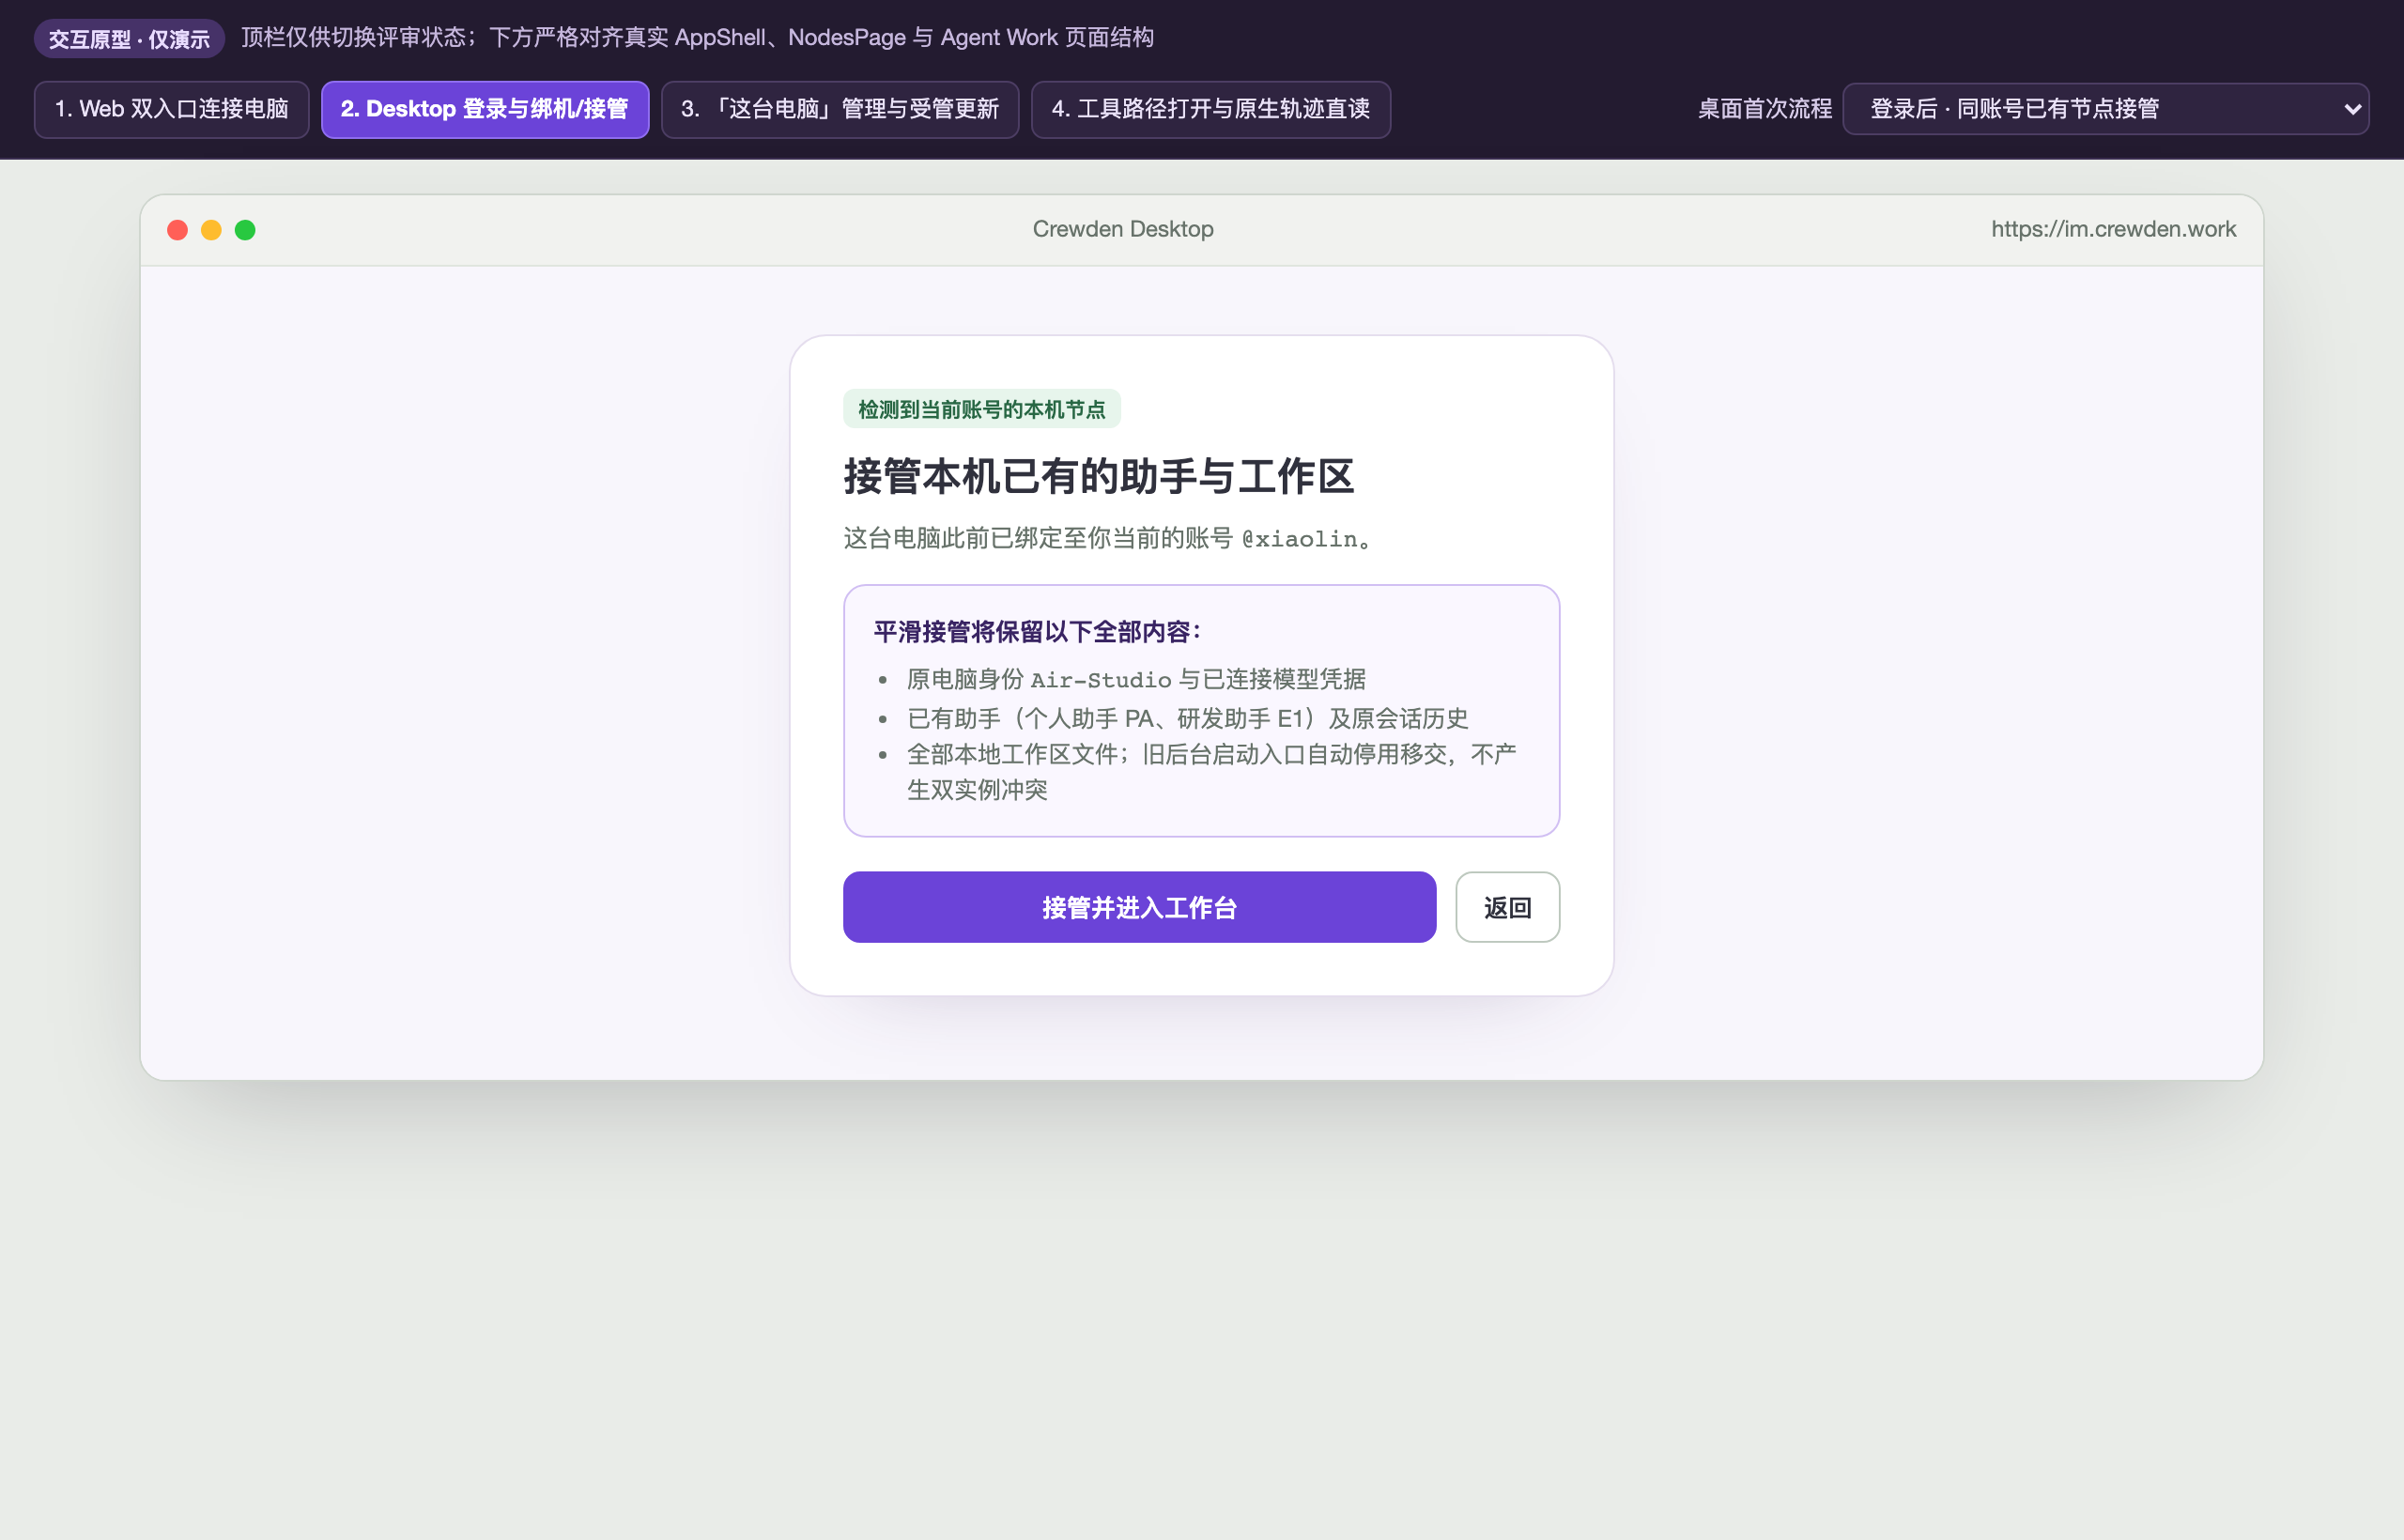 交互原型 · 仅演示 顶栏仅供切换评审状态；下方严格对齐真实 AppShell、NodesPage 与 Agent Work 页面结构
1. Web 双入口连接电脑 2. Desktop 登录与绑机/接管 3. 「这台电脑」管理与受管更新 4. 工具路径打开与原生轨迹直读 桌面首次流程 登录后 · 同账号已有节点接管
Crewden Desktop https://im.crewden.work
检测到当前账号的本机节点
接管本机已有的助手与工作区
这台电脑此前已绑定至你当前的账号 @xiaolin。
平滑接管将保留以下全部内容：
• 原电脑身份 Air-Studio 与已连接模型凭据
• 已有助手（个人助手 PA、研发助手 E1）及原会话历史
• 全部本地工作区文件；旧后台启动入口自动停用移交，不产
生双实例冲突
接管并进入工作台 返回